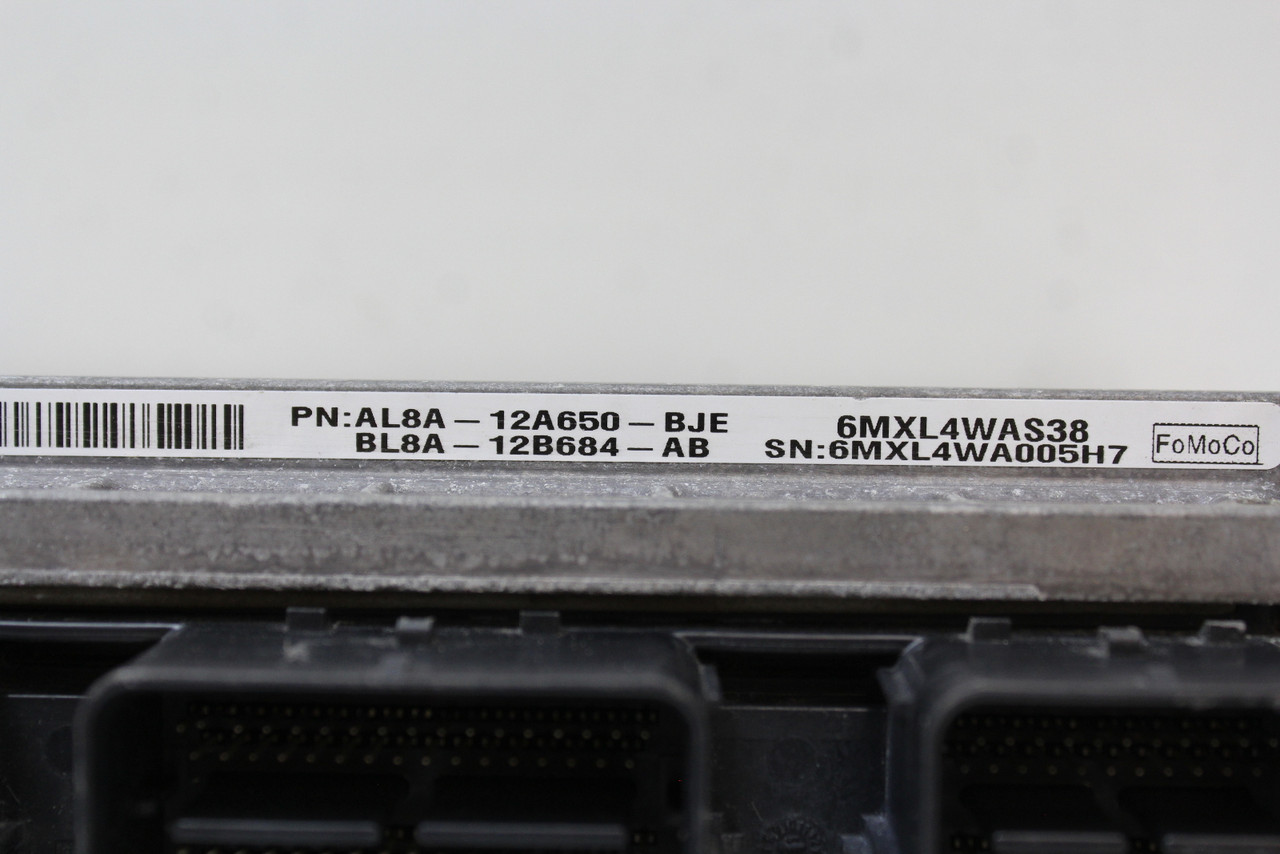 PN:AL8A-12A650-BJE
BL8A-12B684-AB
6MXL4WAS38
SN:6MXL4WA005H7
FoMoCo